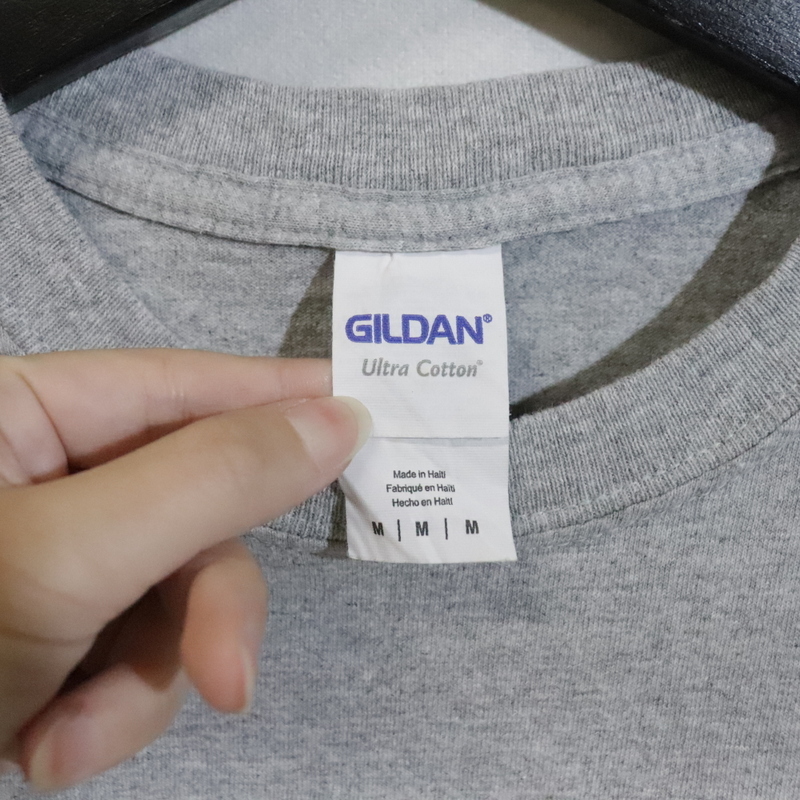 GILDAN®
Ultra Cotton®
Made in Haiti
Fabriqué en Haïti
Hecho en Haití
M | M | M